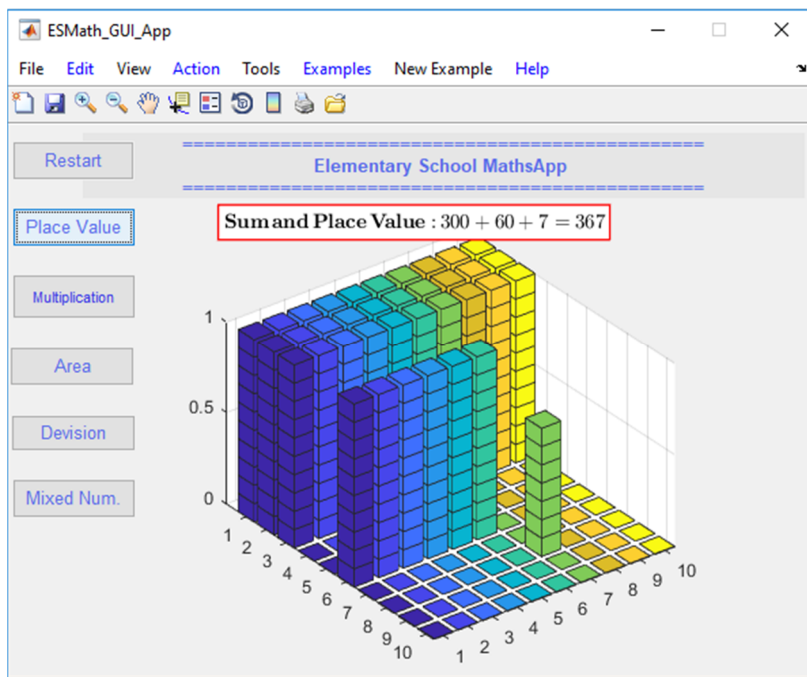 ESMath_GUI_App
File Edit View Action Tools Examples New Example Help
Restart
=====================================================
Elementary School MathsApp
=====================================================
Place Value
Sum and Place Value : 300 + 60 + 7 = 367
Multiplication
Area
Devision
Mixed Num.
1
0.5
0
1
2
3
4
5
6
7
8
9
10
1
2
3
4
5
6
7
8
9
10